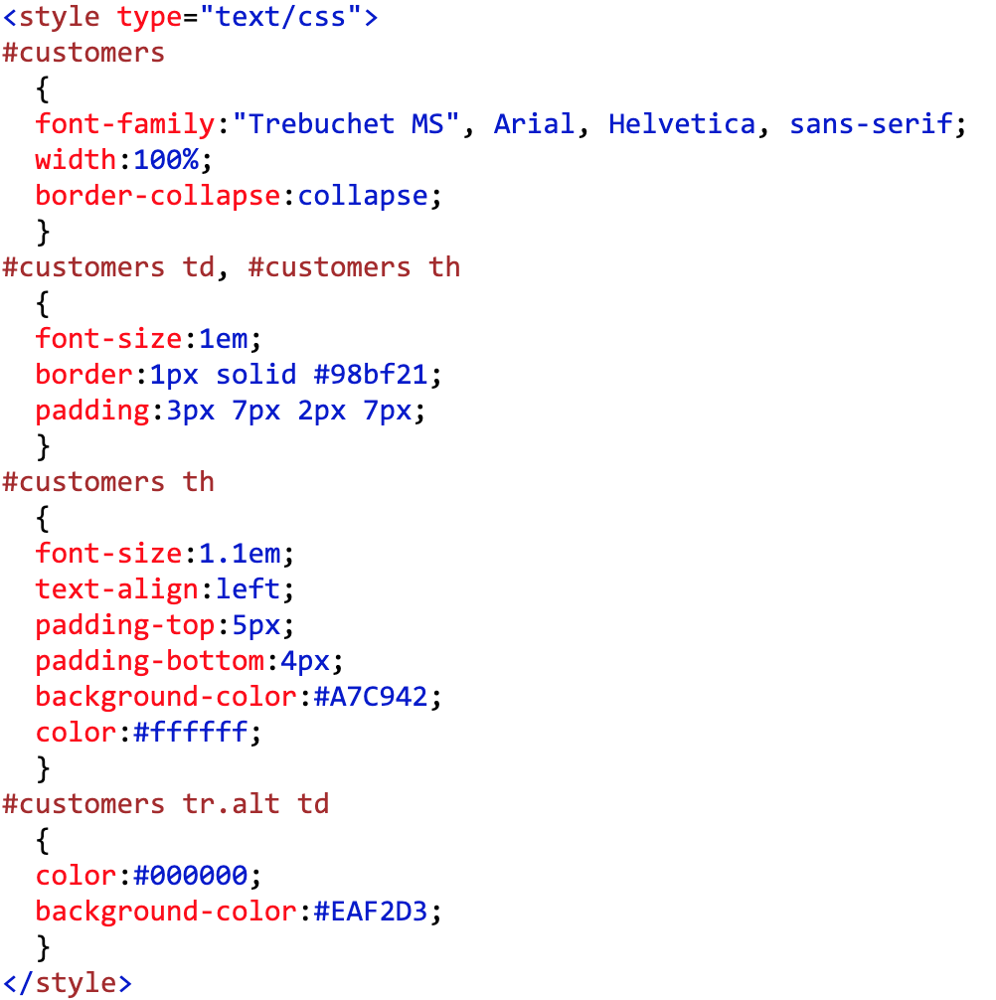 <style type="text/css">
#customers
  {
  font-family:"Trebuchet MS", Arial, Helvetica, sans-serif;
  width:100%;
  border-collapse:collapse;
  }
#customers td, #customers th
  {
  font-size:1em;
  border:1px solid #98bf21;
  padding:3px 7px 2px 7px;
  }
#customers th
  {
  font-size:1.1em;
  text-align:left;
  padding-top:5px;
  padding-bottom:4px;
  background-color:#A7C942;
  color:#ffffff;
  }
#customers tr.alt td
  {
  color:#000000;
  background-color:#EAF2D3;
  }
</style>